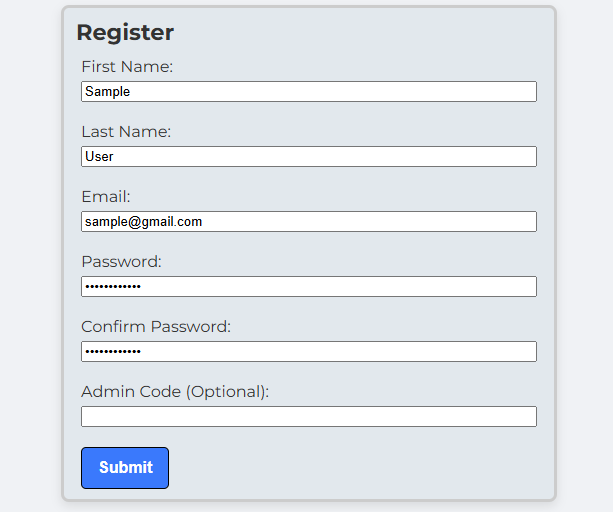 Register
First Name:
Sample
Last Name:
User
Email:
sample@gmail.com
Password:
••••••••••••
Confirm Password:
••••••••••••
Admin Code (Optional):
Submit